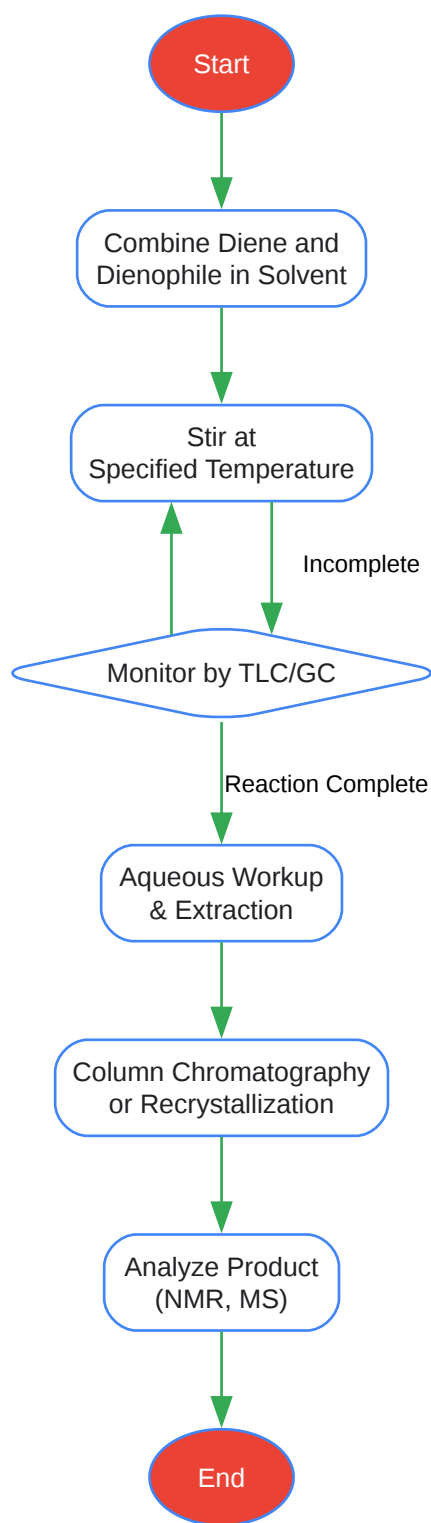 Start
Combine Diene and
Dienophile in Solvent
Stir at
Specified Temperature
Incomplete
Monitor by TLC/GC
Reaction Complete
Aqueous Workup
& Extraction
Column Chromatography
or Recrystallization
Analyze Product
(NMR, MS)
End